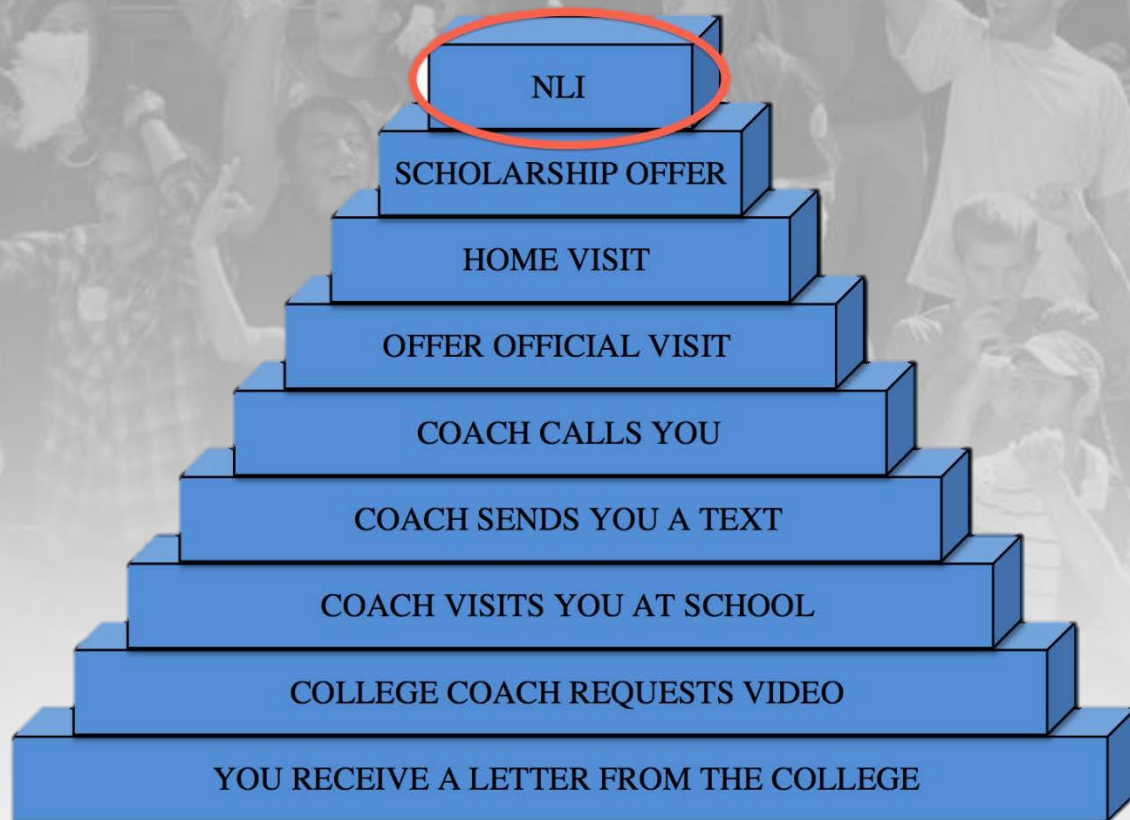 NLI
SCHOLARSHIP OFFER
HOME VISIT
OFFER OFFICIAL VISIT
COACH CALLS YOU
COACH SENDS YOU A TEXT
COACH VISITS YOU AT SCHOOL
COLLEGE COACH REQUESTS VIDEO
YOU RECEIVE A LETTER FROM THE COLLEGE